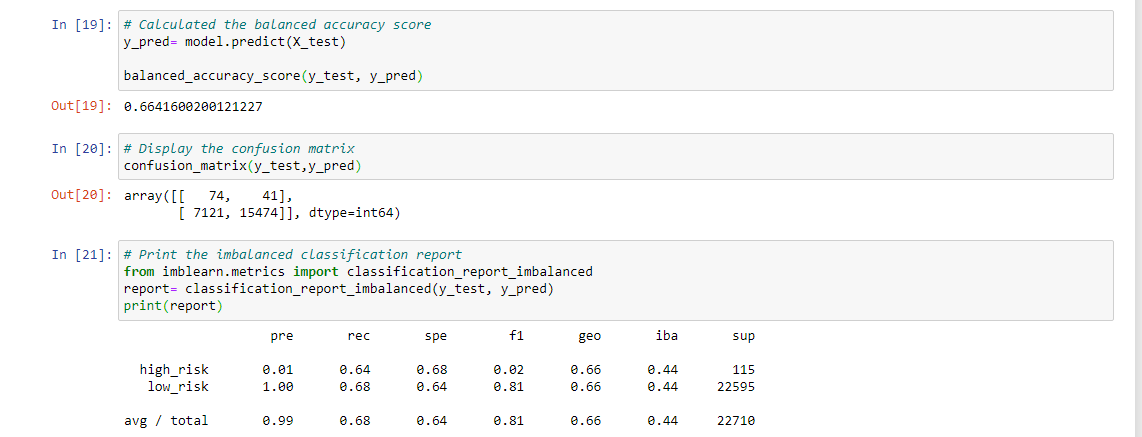 In [19]: # Calculated the balanced accuracy score
y_pred= model.predict(X_test)
balanced_accuracy_score(y_test, y_pred)
Out[19]: 0.6641600200121227
In [20]: # Display the confusion matrix
confusion_matrix(y_test,y_pred)
Out[20]: array([[   74,    41],
       [ 7121, 15474]], dtype=int64)
In [21]: # Print the imbalanced classification report
from imblearn.metrics import classification_report_imbalanced
report= classification_report_imbalanced(y_test, y_pred)
print(report)
pre rec spe f1 geo iba sup
high_risk 0.01 0.64 0.68 0.02 0.66 0.44 115
low_risk 1.00 0.68 0.64 0.81 0.66 0.44 22595
avg / total 0.99 0.68 0.64 0.81 0.66 0.44 22710